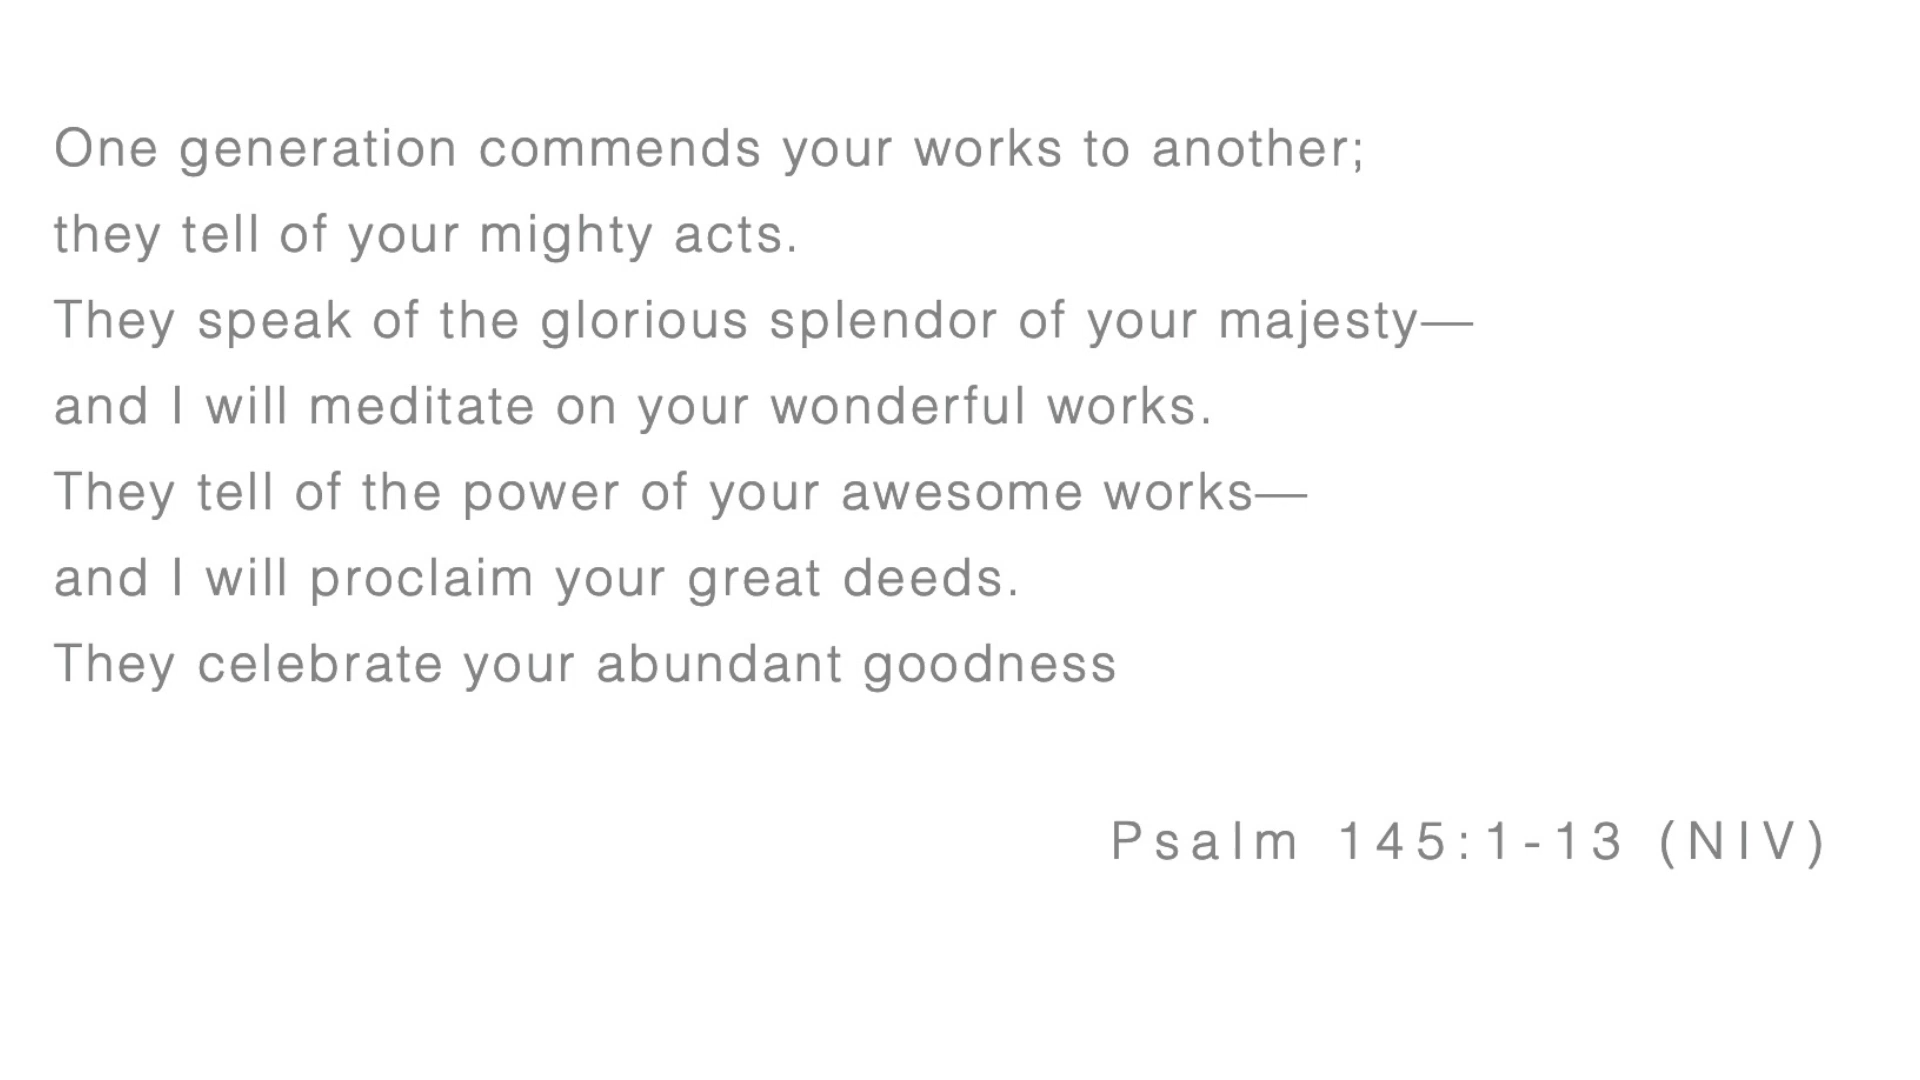 One generation commends your works to another;
they tell of your mighty acts.
They speak of the glorious splendor of your majesty—
and I will meditate on your wonderful works.
They tell of the power of your awesome works—
and I will proclaim your great deeds.
They celebrate your abundant goodness
Psalm 145:1-13 (NIV)